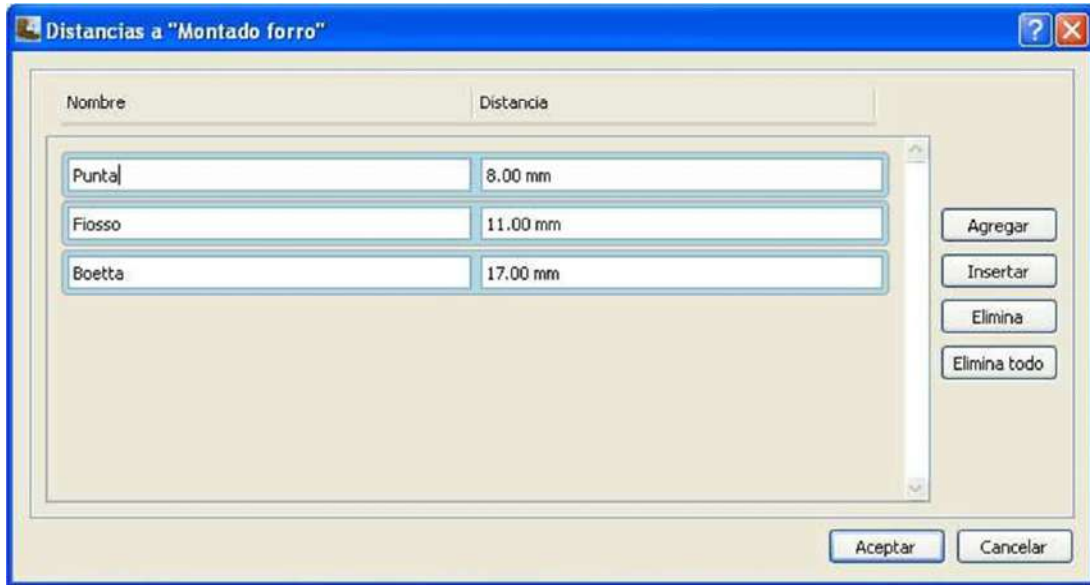 Distancias a "Montado forro"
Nombre Distancia
Punta 8.00 mm
Fiosso 11.00 mm
Boetta 17.00 mm
Agregar
Insertar
Elimina
Elimina todo
Aceptar Cancelar